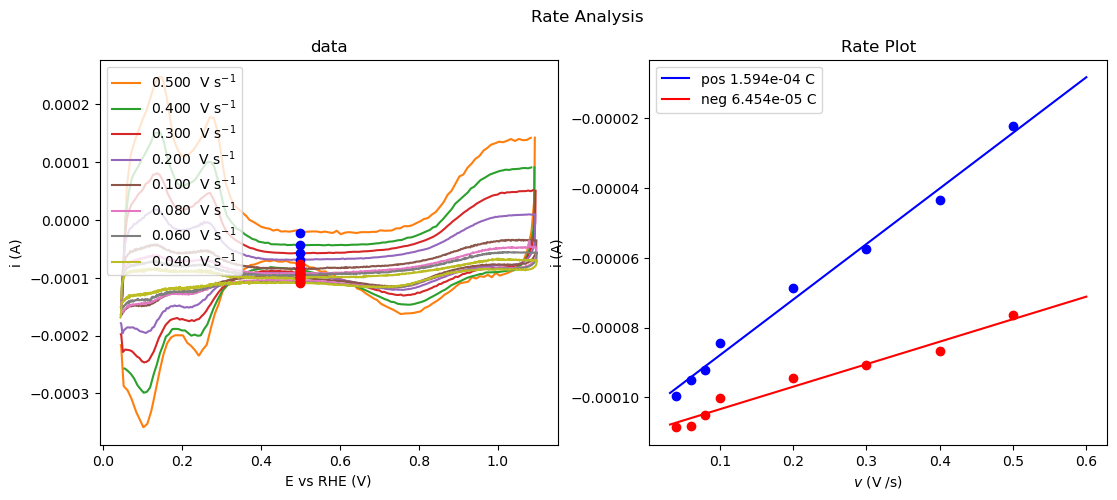 Rate Analysis
data
0.500 V s⁻¹
0.400 V s⁻¹
0.300 V s⁻¹
0.200 V s⁻¹
0.100 V s⁻¹
0.080 V s⁻¹
0.060 V s⁻¹
0.040 V s⁻¹
0.0002
0.0001
0.0000
−0.0001
−0.0002
−0.0003
i (A)
0.0
0.2
0.4
0.6
0.8
1.0
E vs RHE (V)
Rate Plot
pos 1.594e-04 C
neg 6.454e-05 C
−0.00002
−0.00004
−0.00006
−0.00008
−0.00010
i (A)
0.1
0.2
0.3
0.4
0.5
0.6
v (V /s)